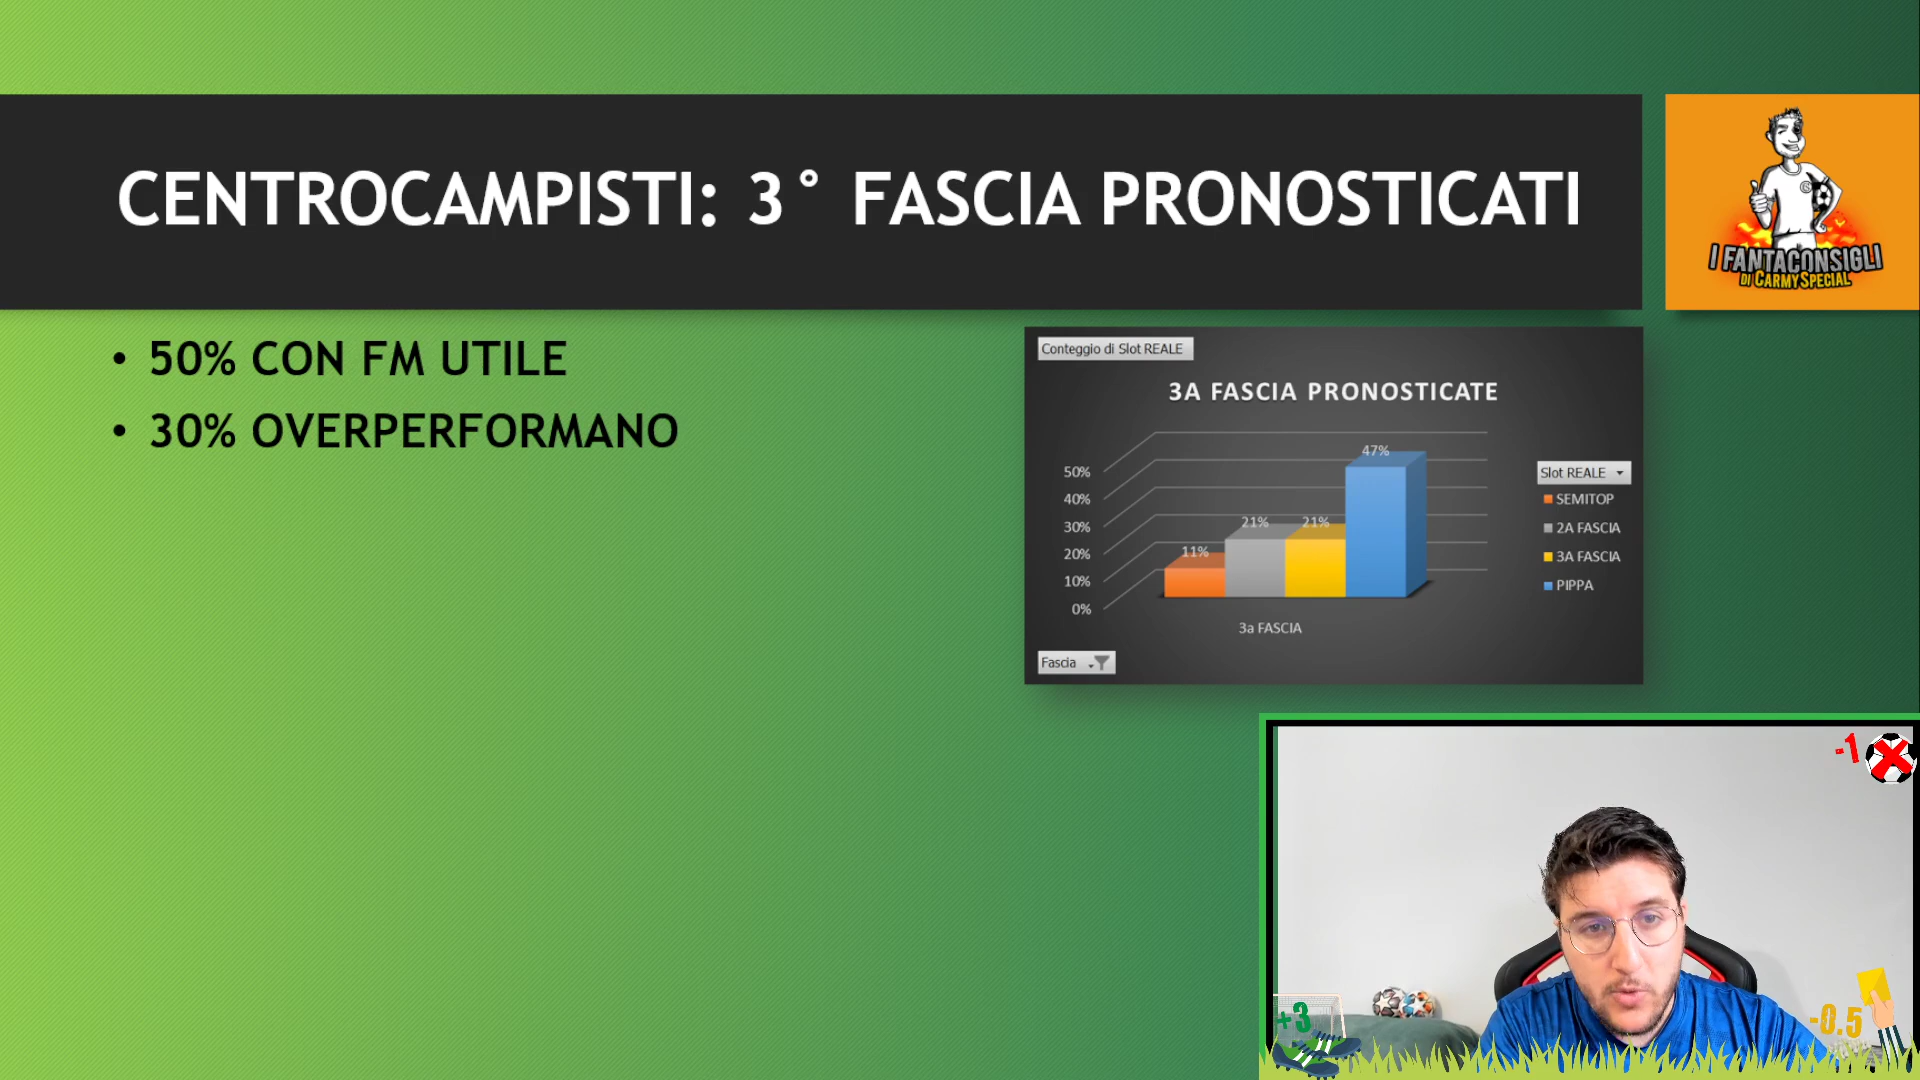 CENTROCAMPISTI: 3° FASCIA PRONOSTICATI
I FANTACONSIGLI
DI CARMYSPECIAL
• 50% CON FM UTILE
• 30% OVERPERFORMANO
Conteggio di Slot REALE
3A FASCIA PRONOSTICATE
47%
21%
21%
11%
50%
40%
30%
20%
10%
0%
3a FASCIA
Slot REALE
SEMITOP
2A FASCIA
3A FASCIA
PIPPA
Fascia
-1
+3
-0.5